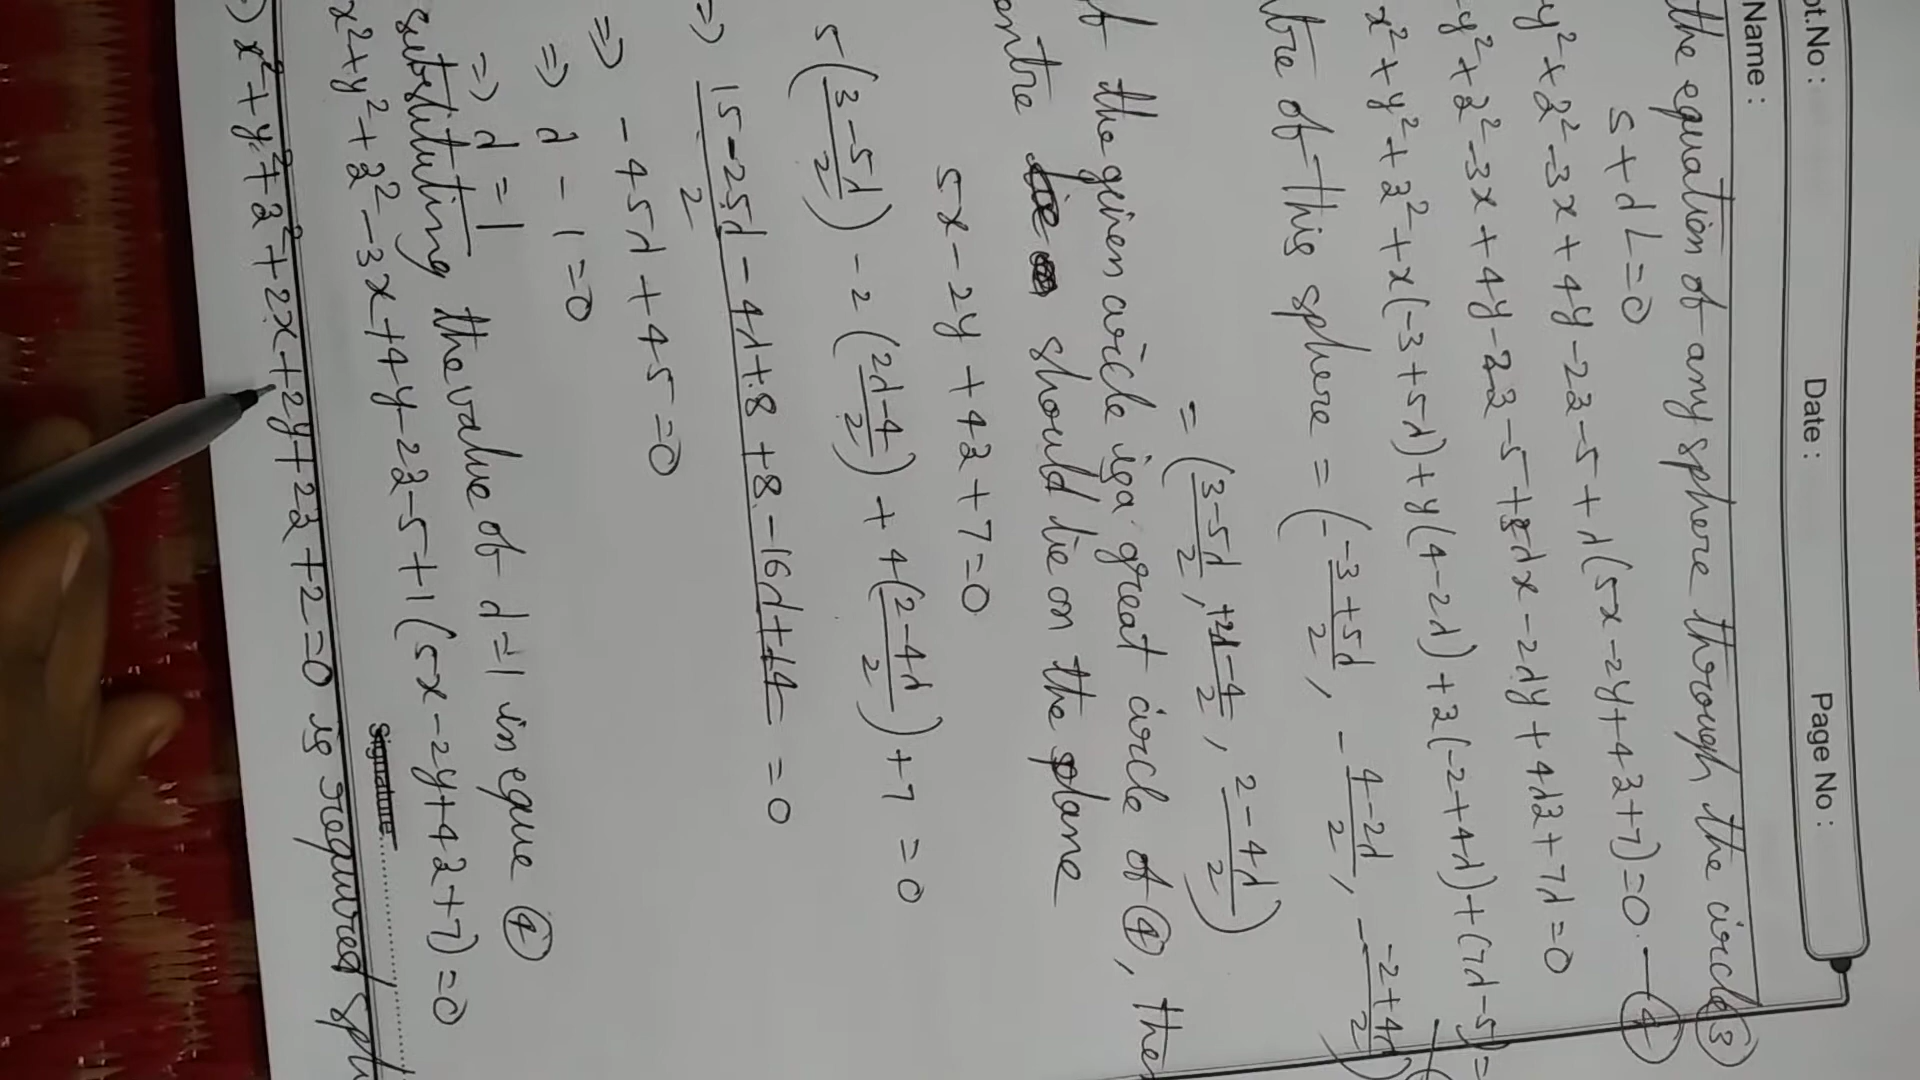 pt.No : Date : Page No :
Name :
the equation of any sphere through the circle ③
S + λL = 0
y² + z² - 3x + 4y - 2z - 5 + λ(5x - 2y + 4z + 7) = 0 — ④
y² + z² - 3x + 4y - 2z - 5 + 5λx - 2λy + 4λz + 7λ = 0
x² + y² + z² + x(-3 + 5λ) + y(4 - 2λ) + z(-2 + 4λ) + (7λ - 5) =
ntre of this sphere = (- (-3 + 5λ)/2, - (4 - 2λ)/2, - (-2 + 4λ)/2)
= ((3 - 5λ)/2, (+2λ - 4)/2, (2 - 4λ)/2)
f the given circle is a great circle of ④, the
entre should lie on the plane
5x - 2y + 4z + 7 = 0
5((3 - 5λ)/2) - 2((2λ - 4)/2) + 4((2 - 4λ)/2) + 7 = 0
=> (15 - 25λ - 4λ + 8 + 8 - 16λ + 14)/2 = 0
=> - 45λ + 45 = 0
=> λ - 1 = 0
=> λ = 1
substituting the value of λ = 1 in eque ④
x² + y² + z² - 3x + 4y - 2z - 5 + 1(5x - 2y + 4z + 7) = 0
Signature
) x² + y² + z² + 2x + 2y + 2z + 2 = 0 is required sph